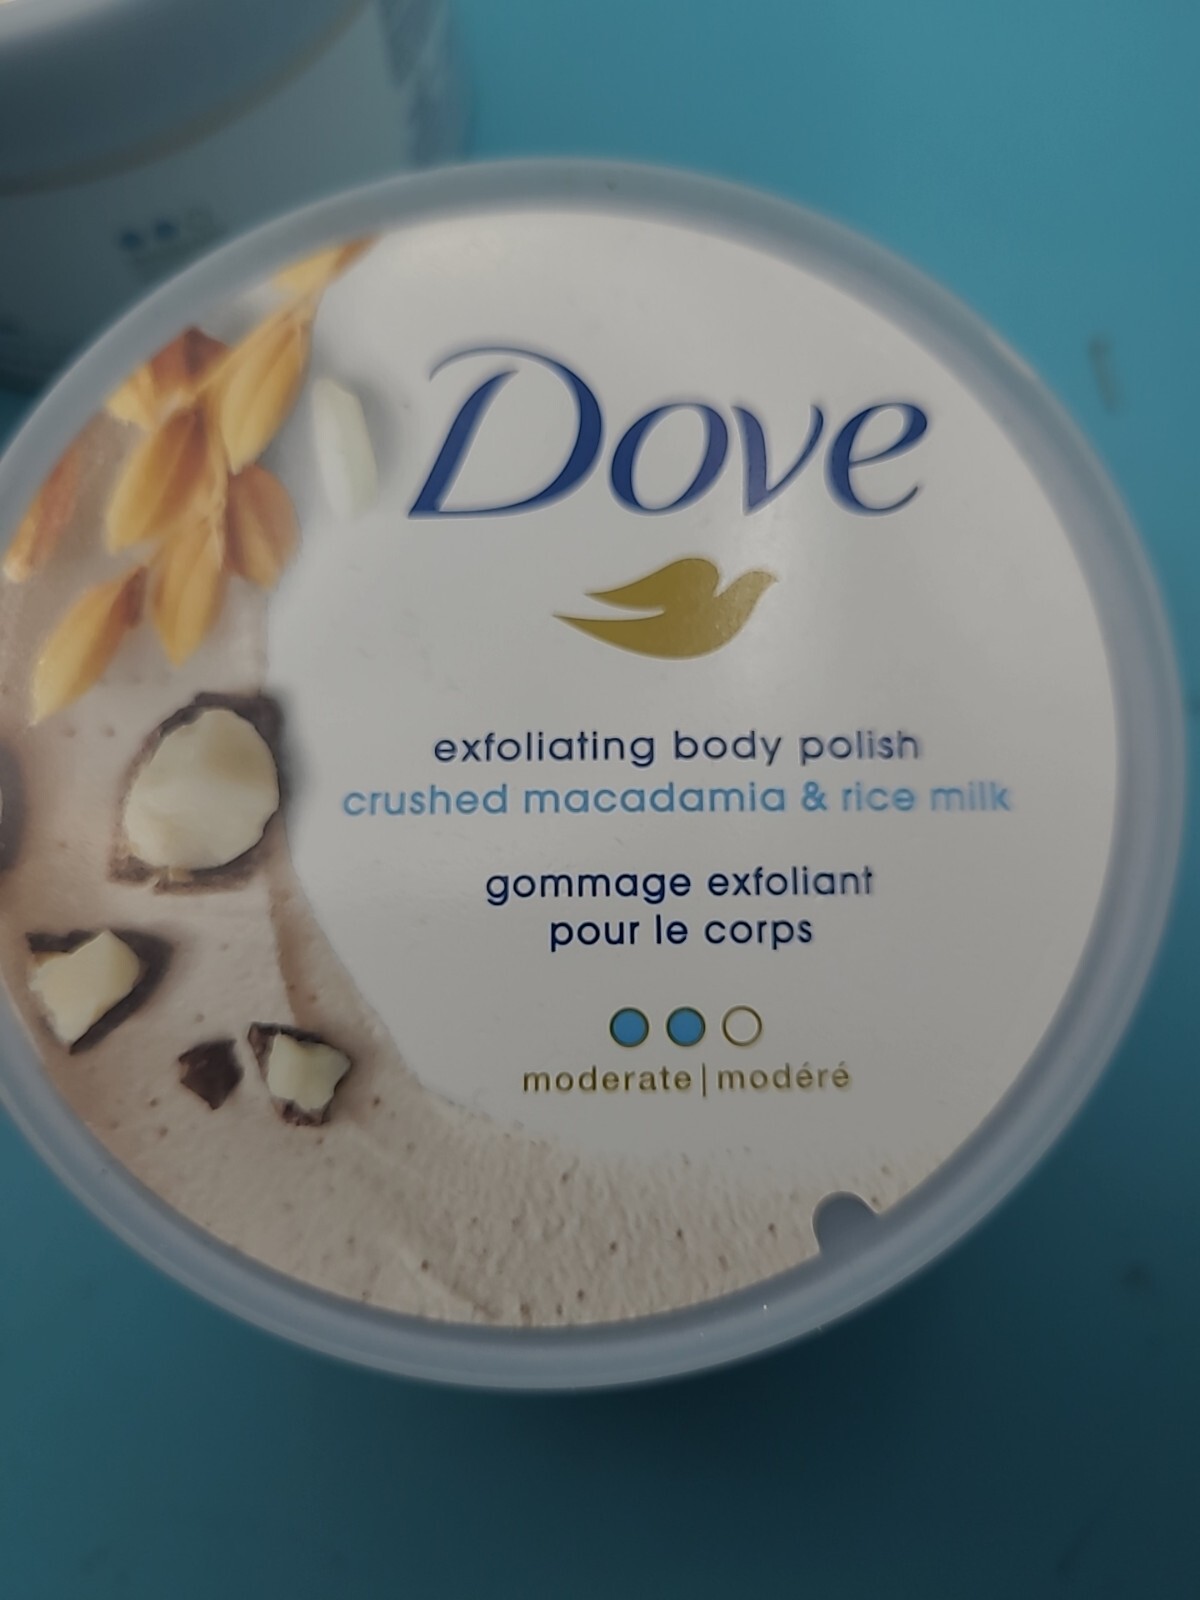 Dove
exfoliating body polish
crushed macadamia & rice milk
gommage exfoliant
pour le corps
moderate | modéré